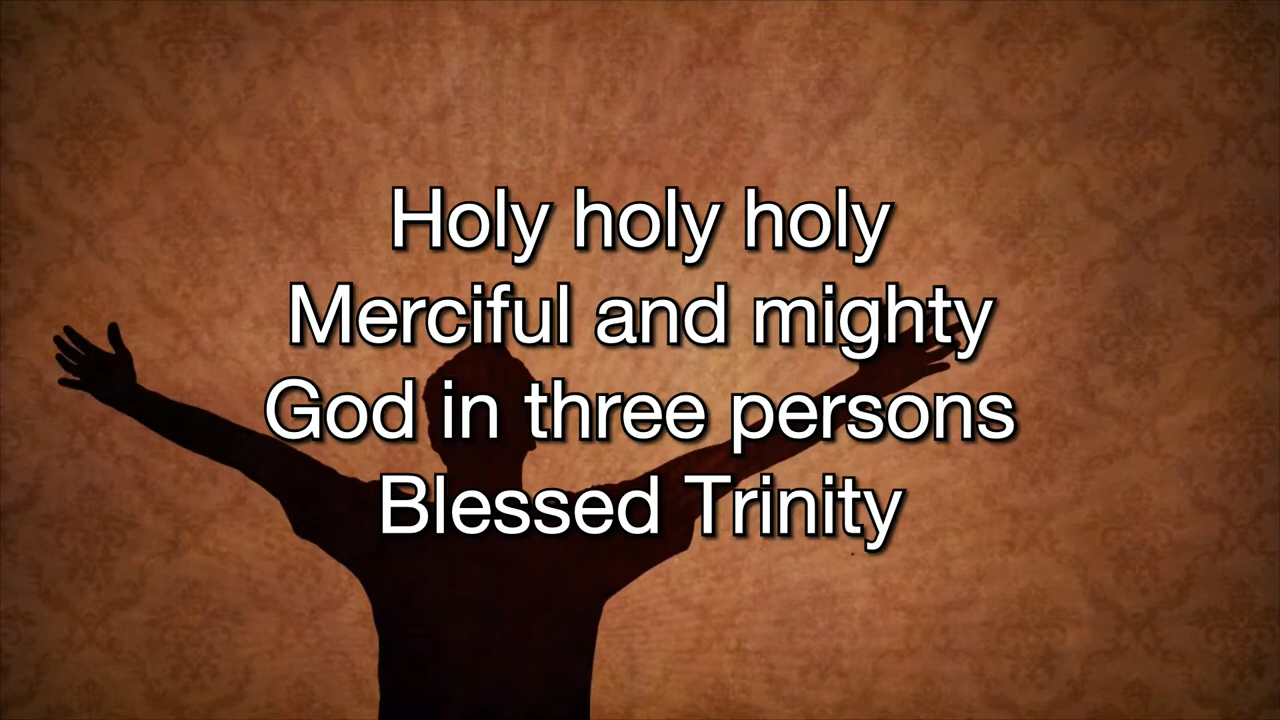 Holy holy holy
Merciful and mighty
God in three persons
Blessed Trinity